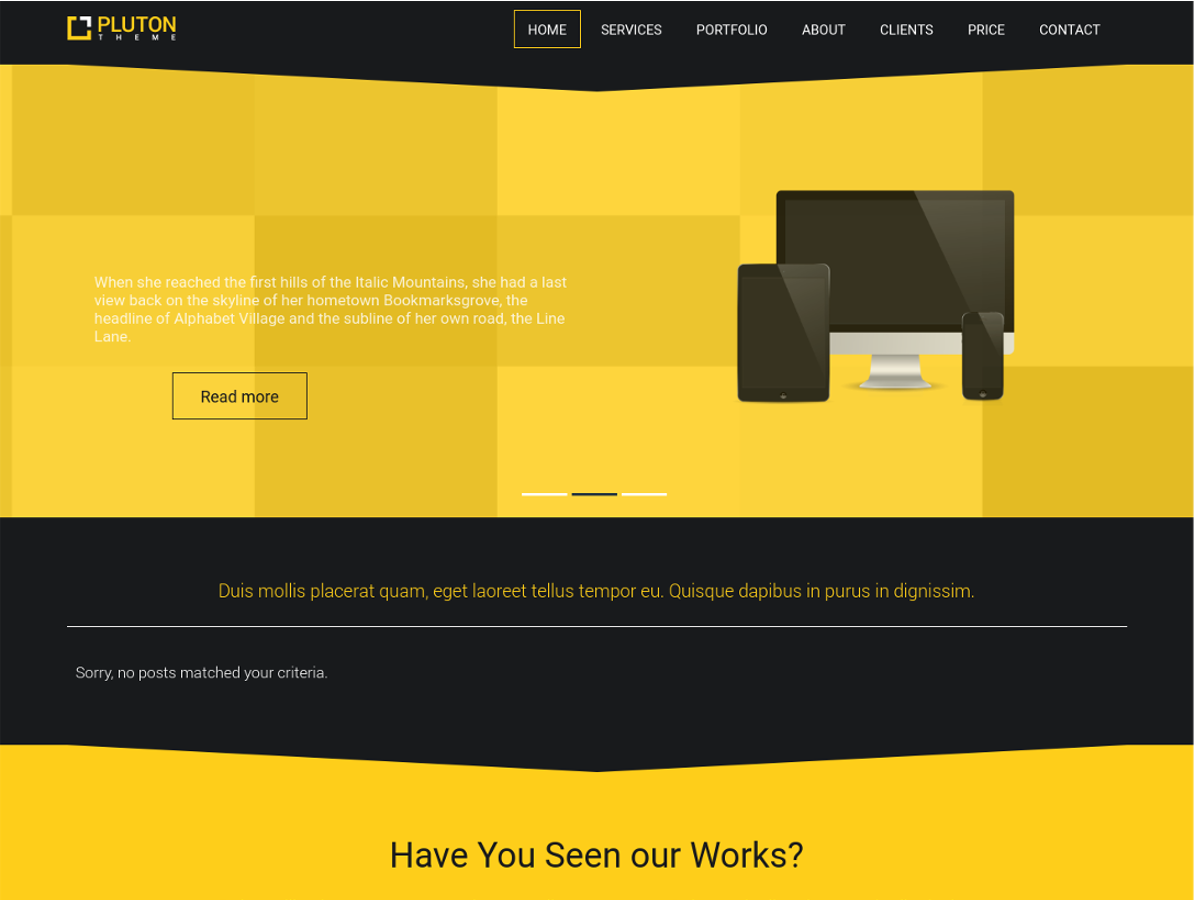 PLUTON
THEME
HOME SERVICES PORTFOLIO ABOUT CLIENTS PRICE CONTACT
When she reached the first hills of the Italic Mountains, she had a last
view back on the skyline of her hometown Bookmarksgrove, the
headline of Alphabet Village and the subline of her own road, the Line
Lane.
Read more
Duis mollis placerat quam, eget laoreet tellus tempor eu. Quisque dapibus in purus in dignissim.
Sorry, no posts matched your criteria.
Have You Seen our Works?